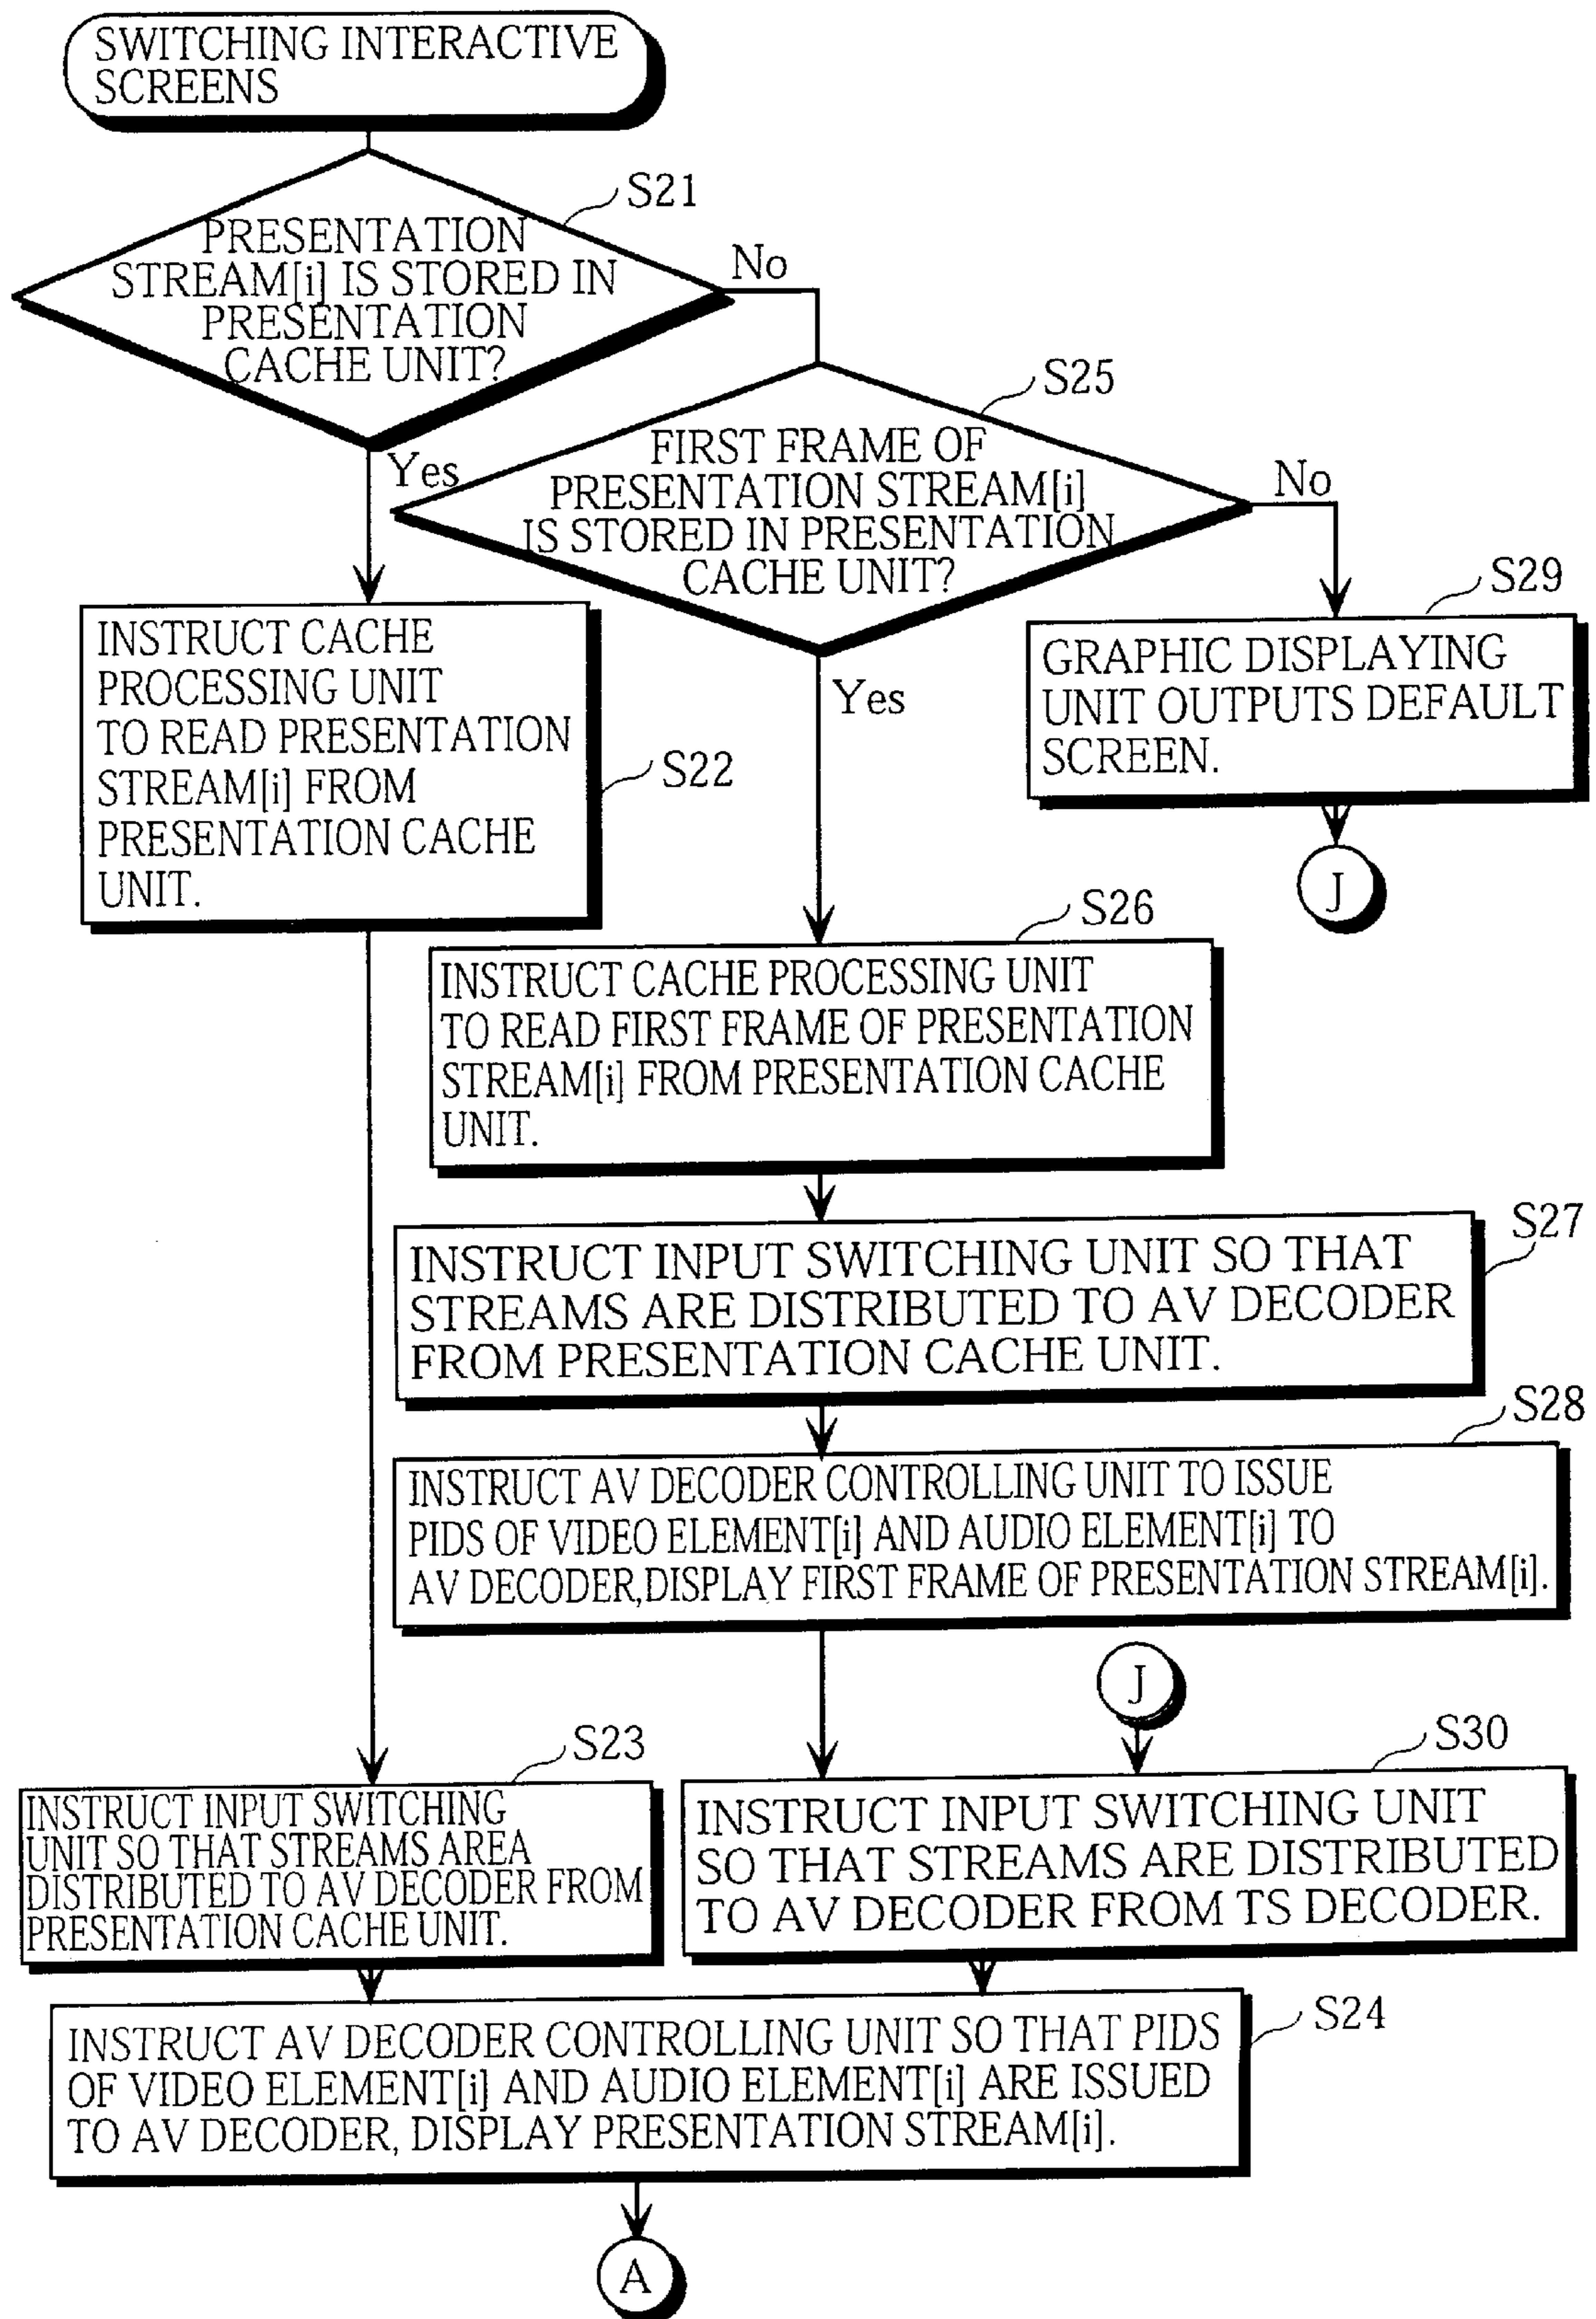 SWITCHING INTERACTIVE
SCREENS
S21
PRESENTATION
STREAM[i] IS STORED IN
PRESENTATION
CACHE UNIT?
No
Yes
S25
FIRST FRAME OF
PRESENTATION STREAM[i]
IS STORED IN PRESENTATION
CACHE UNIT?
No
Yes
S29
GRAPHIC DISPLAYING
UNIT OUTPUTS DEFAULT
SCREEN.
J
INSTRUCT CACHE
PROCESSING UNIT
TO READ PRESENTATION
STREAM[i] FROM
PRESENTATION CACHE
UNIT.
S22
S26
INSTRUCT CACHE PROCESSING UNIT
TO READ FIRST FRAME OF PRESENTATION
STREAM[i] FROM PRESENTATION CACHE
UNIT.
S27
INSTRUCT INPUT SWITCHING UNIT SO THAT
STREAMS ARE DISTRIBUTED TO AV DECODER
FROM PRESENTATION CACHE UNIT.
S28
INSTRUCT AV DECODER CONTROLLING UNIT TO ISSUE
PIDS OF VIDEO ELEMENT[i] AND AUDIO ELEMENT[i] TO
AV DECODER,DISPLAY FIRST FRAME OF PRESENTATION STREAM[i].
J
S23
INSTRUCT INPUT SWITCHING
UNIT SO THAT STREAMS AREA
DISTRIBUTED TO AV DECODER FROM
PRESENTATION CACHE UNIT.
S30
INSTRUCT INPUT SWITCHING UNIT
SO THAT STREAMS ARE DISTRIBUTED
TO AV DECODER FROM TS DECODER.
S24
INSTRUCT AV DECODER CONTROLLING UNIT SO THAT PIDS
OF VIDEO ELEMENT[i] AND AUDIO ELEMENT[i] ARE ISSUED
TO AV DECODER, DISPLAY PRESENTATION STREAM[i].
A